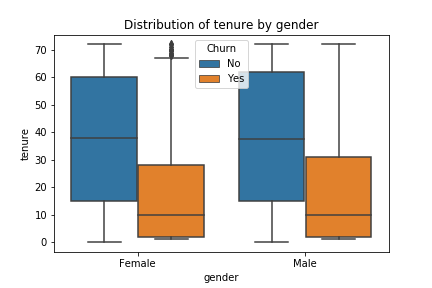 Distribution of tenure by gender
Churn
No
Yes
70
60
50
40
30
20
10
0
tenure
Female
Male
gender